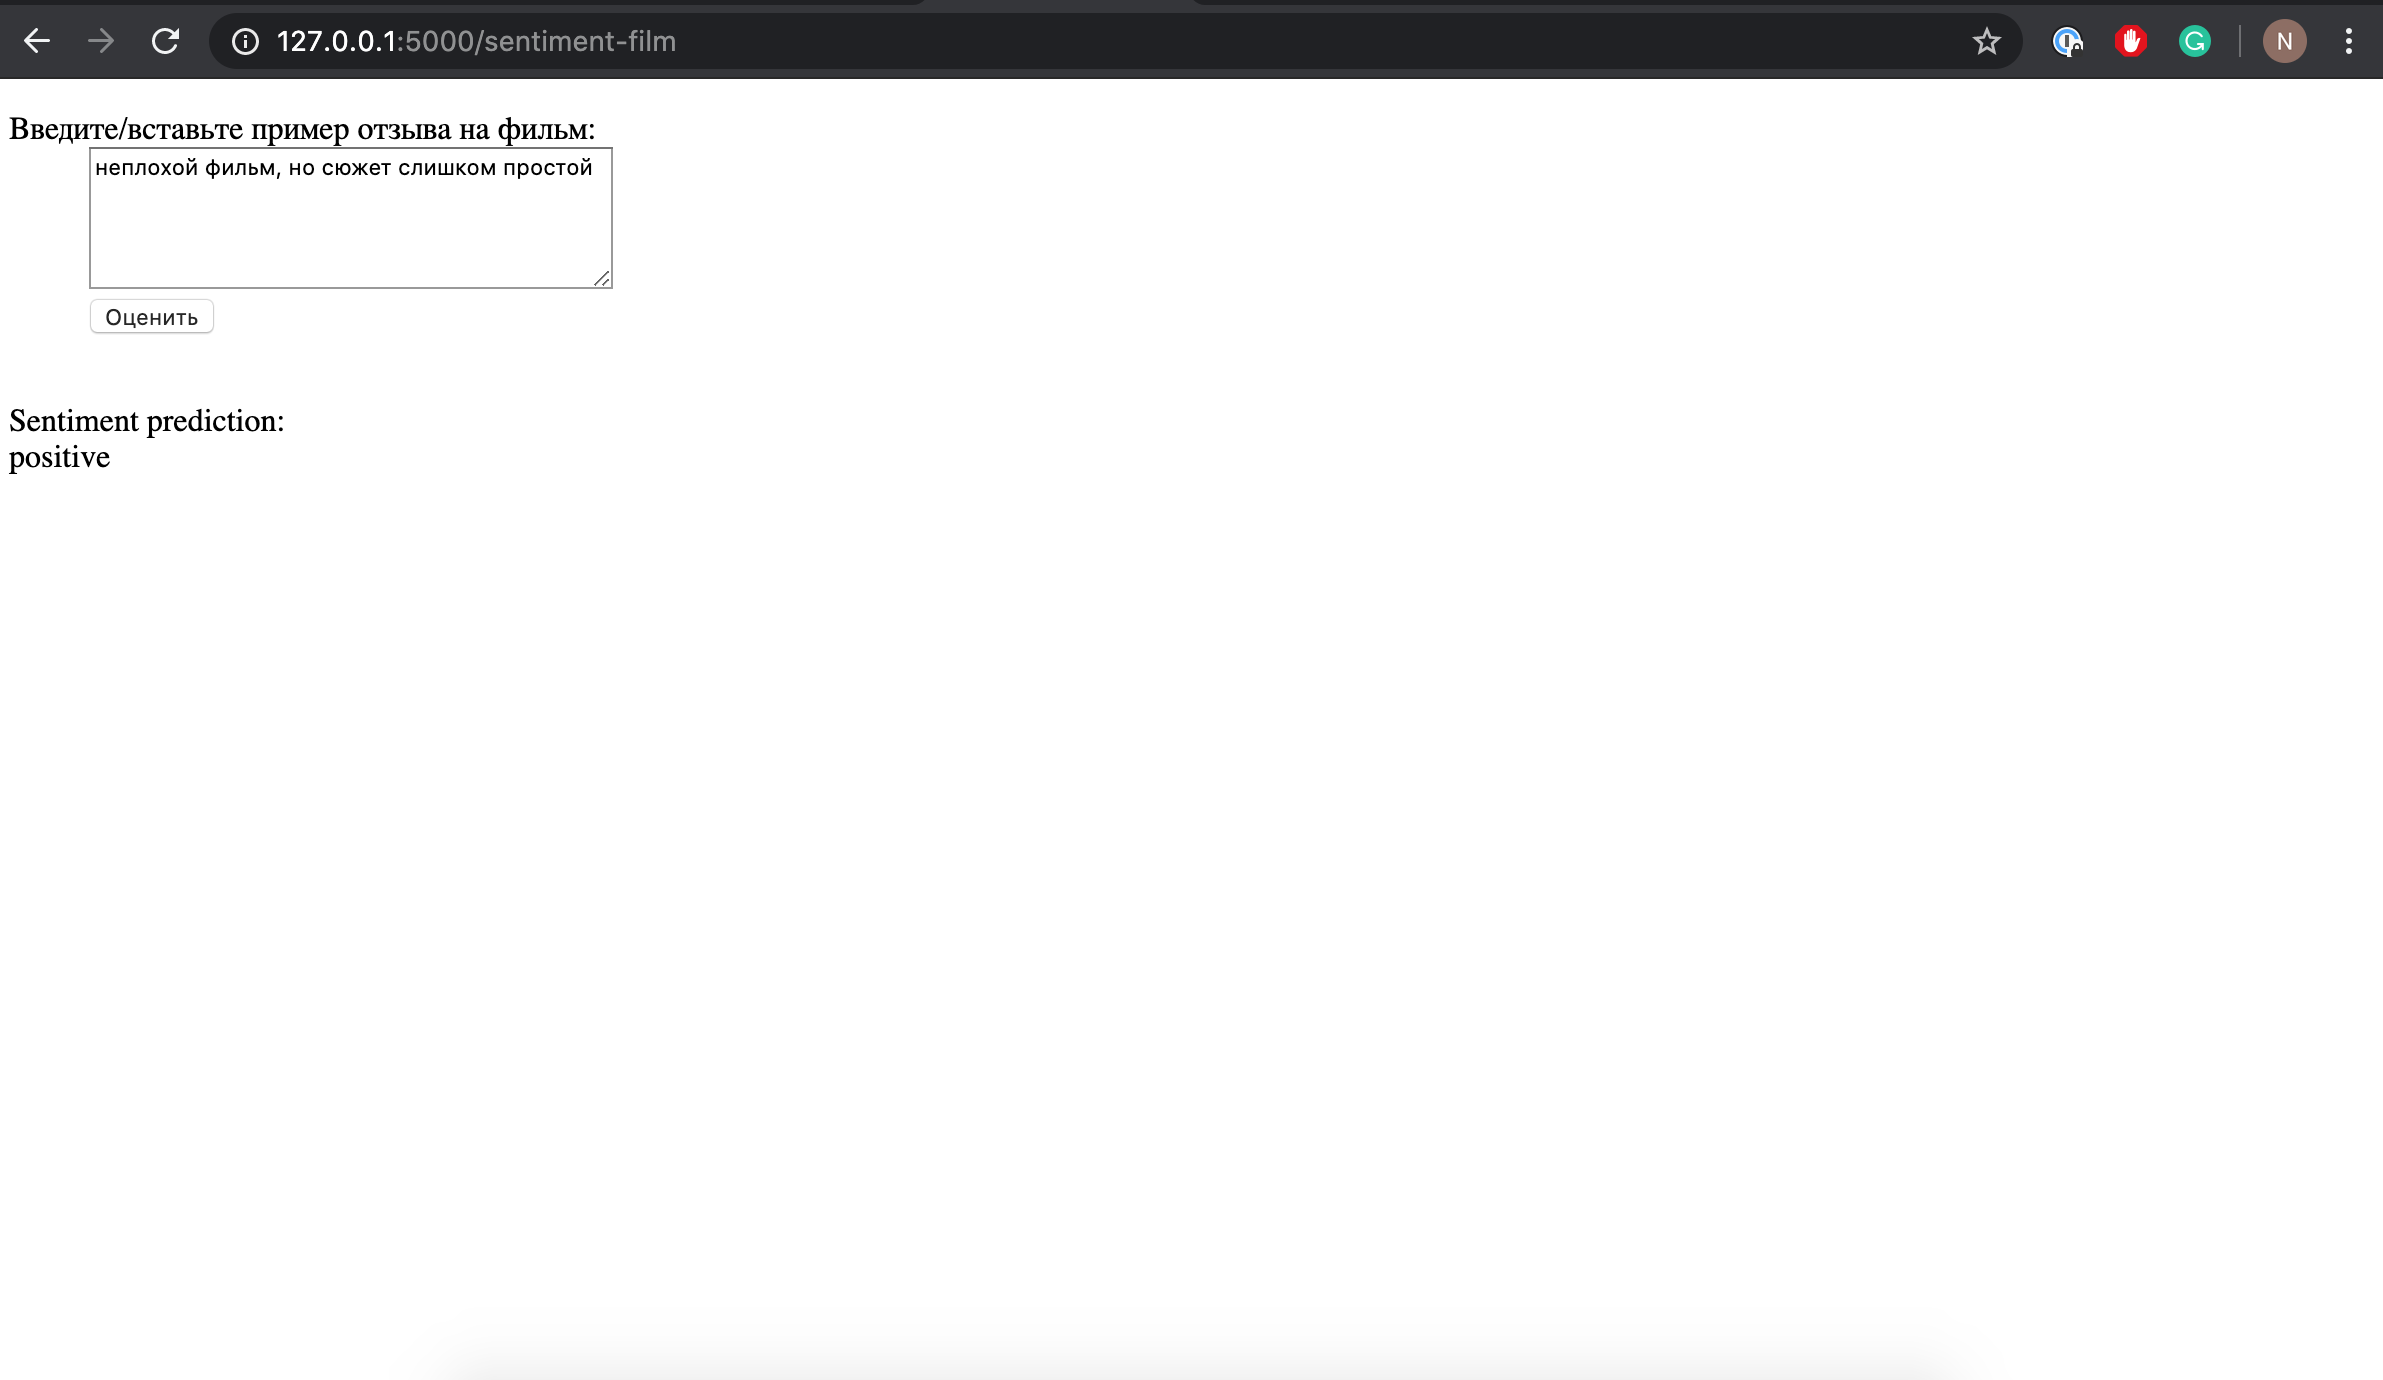 127.0.0.1:5000/sentiment-film
N
Введите/вставьте пример отзыва на фильм:
неплохой фильм, но сюжет слишком простой
Оценить
Sentiment prediction:
positive